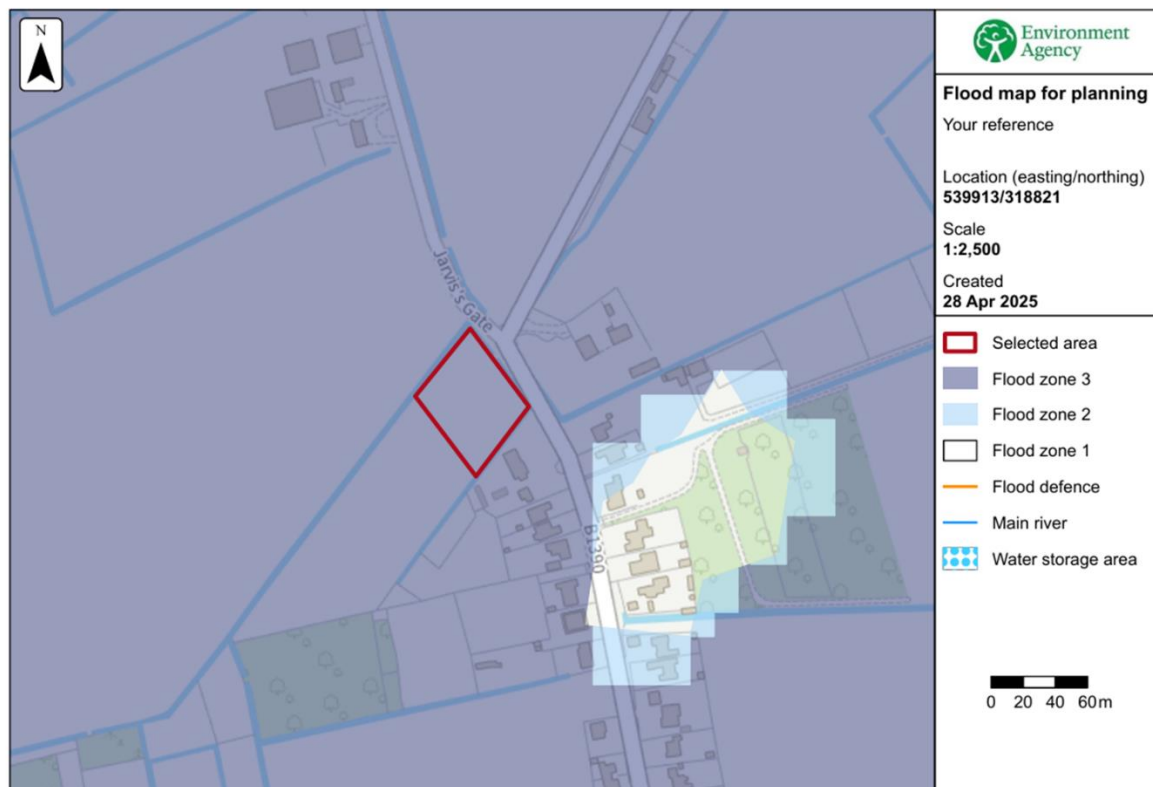 N
Jarvis's Gate
B1390
Environment
Agency
Flood map for planning
Your reference
Location (easting/northing)
539913/318821
Scale
1:2,500
Created
28 Apr 2025
Selected area
Flood zone 3
Flood zone 2
Flood zone 1
Flood defence
Main river
Water storage area
0 20 40 60m